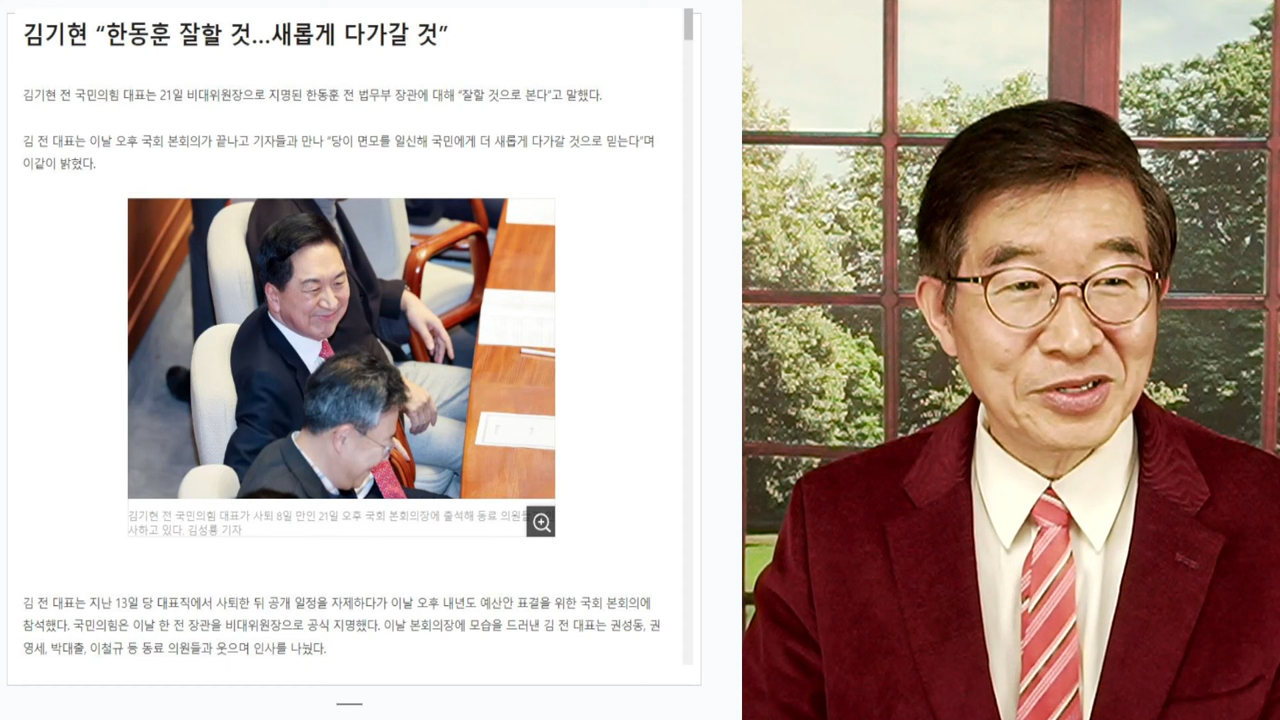 김기현 “한동훈 잘할 것...새롭게 다가갈 것”
김기현 전 국민의힘 대표는 21일 비대위원장으로 지명된 한동훈 전 법무부 장관에 대해 “잘할 것으로 본다”고 말했다.
김 전 대표는 이날 오후 국회 본회의가 끝나고 기자들과 만나 “당이 면모를 일신해 국민에게 더 새롭게 다가갈 것으로 믿는다”며
이같이 밝혔다.
김기현 전 국민의힘 대표가 사퇴 8일 만인 21일 오후 국회 본회의장에 출석해 동료 의원들
사하고 있다. 김성룡 기자
김 전 대표는 지난 13일 당 대표직에서 사퇴한 뒤 공개 일정을 자제하다가 이날 오후 내년도 예산안 표결을 위한 국회 본회의에
참석했다. 국민의힘은 이날 한 전 장관을 비대위원장으로 공식 지명했다. 이날 본회의장에 모습을 드러낸 김 전 대표는 권성동, 권
영세, 박대출, 이철규 등 동료 의원들과 웃으며 인사를 나눴다.